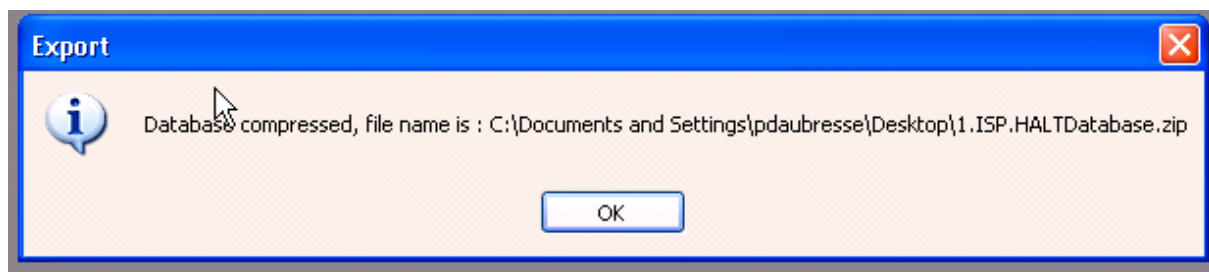 Export
Database compressed, file name is : C:\Documents and Settings\pdaubresse\Desktop\1.ISP.HALTDatabase.zip
OK